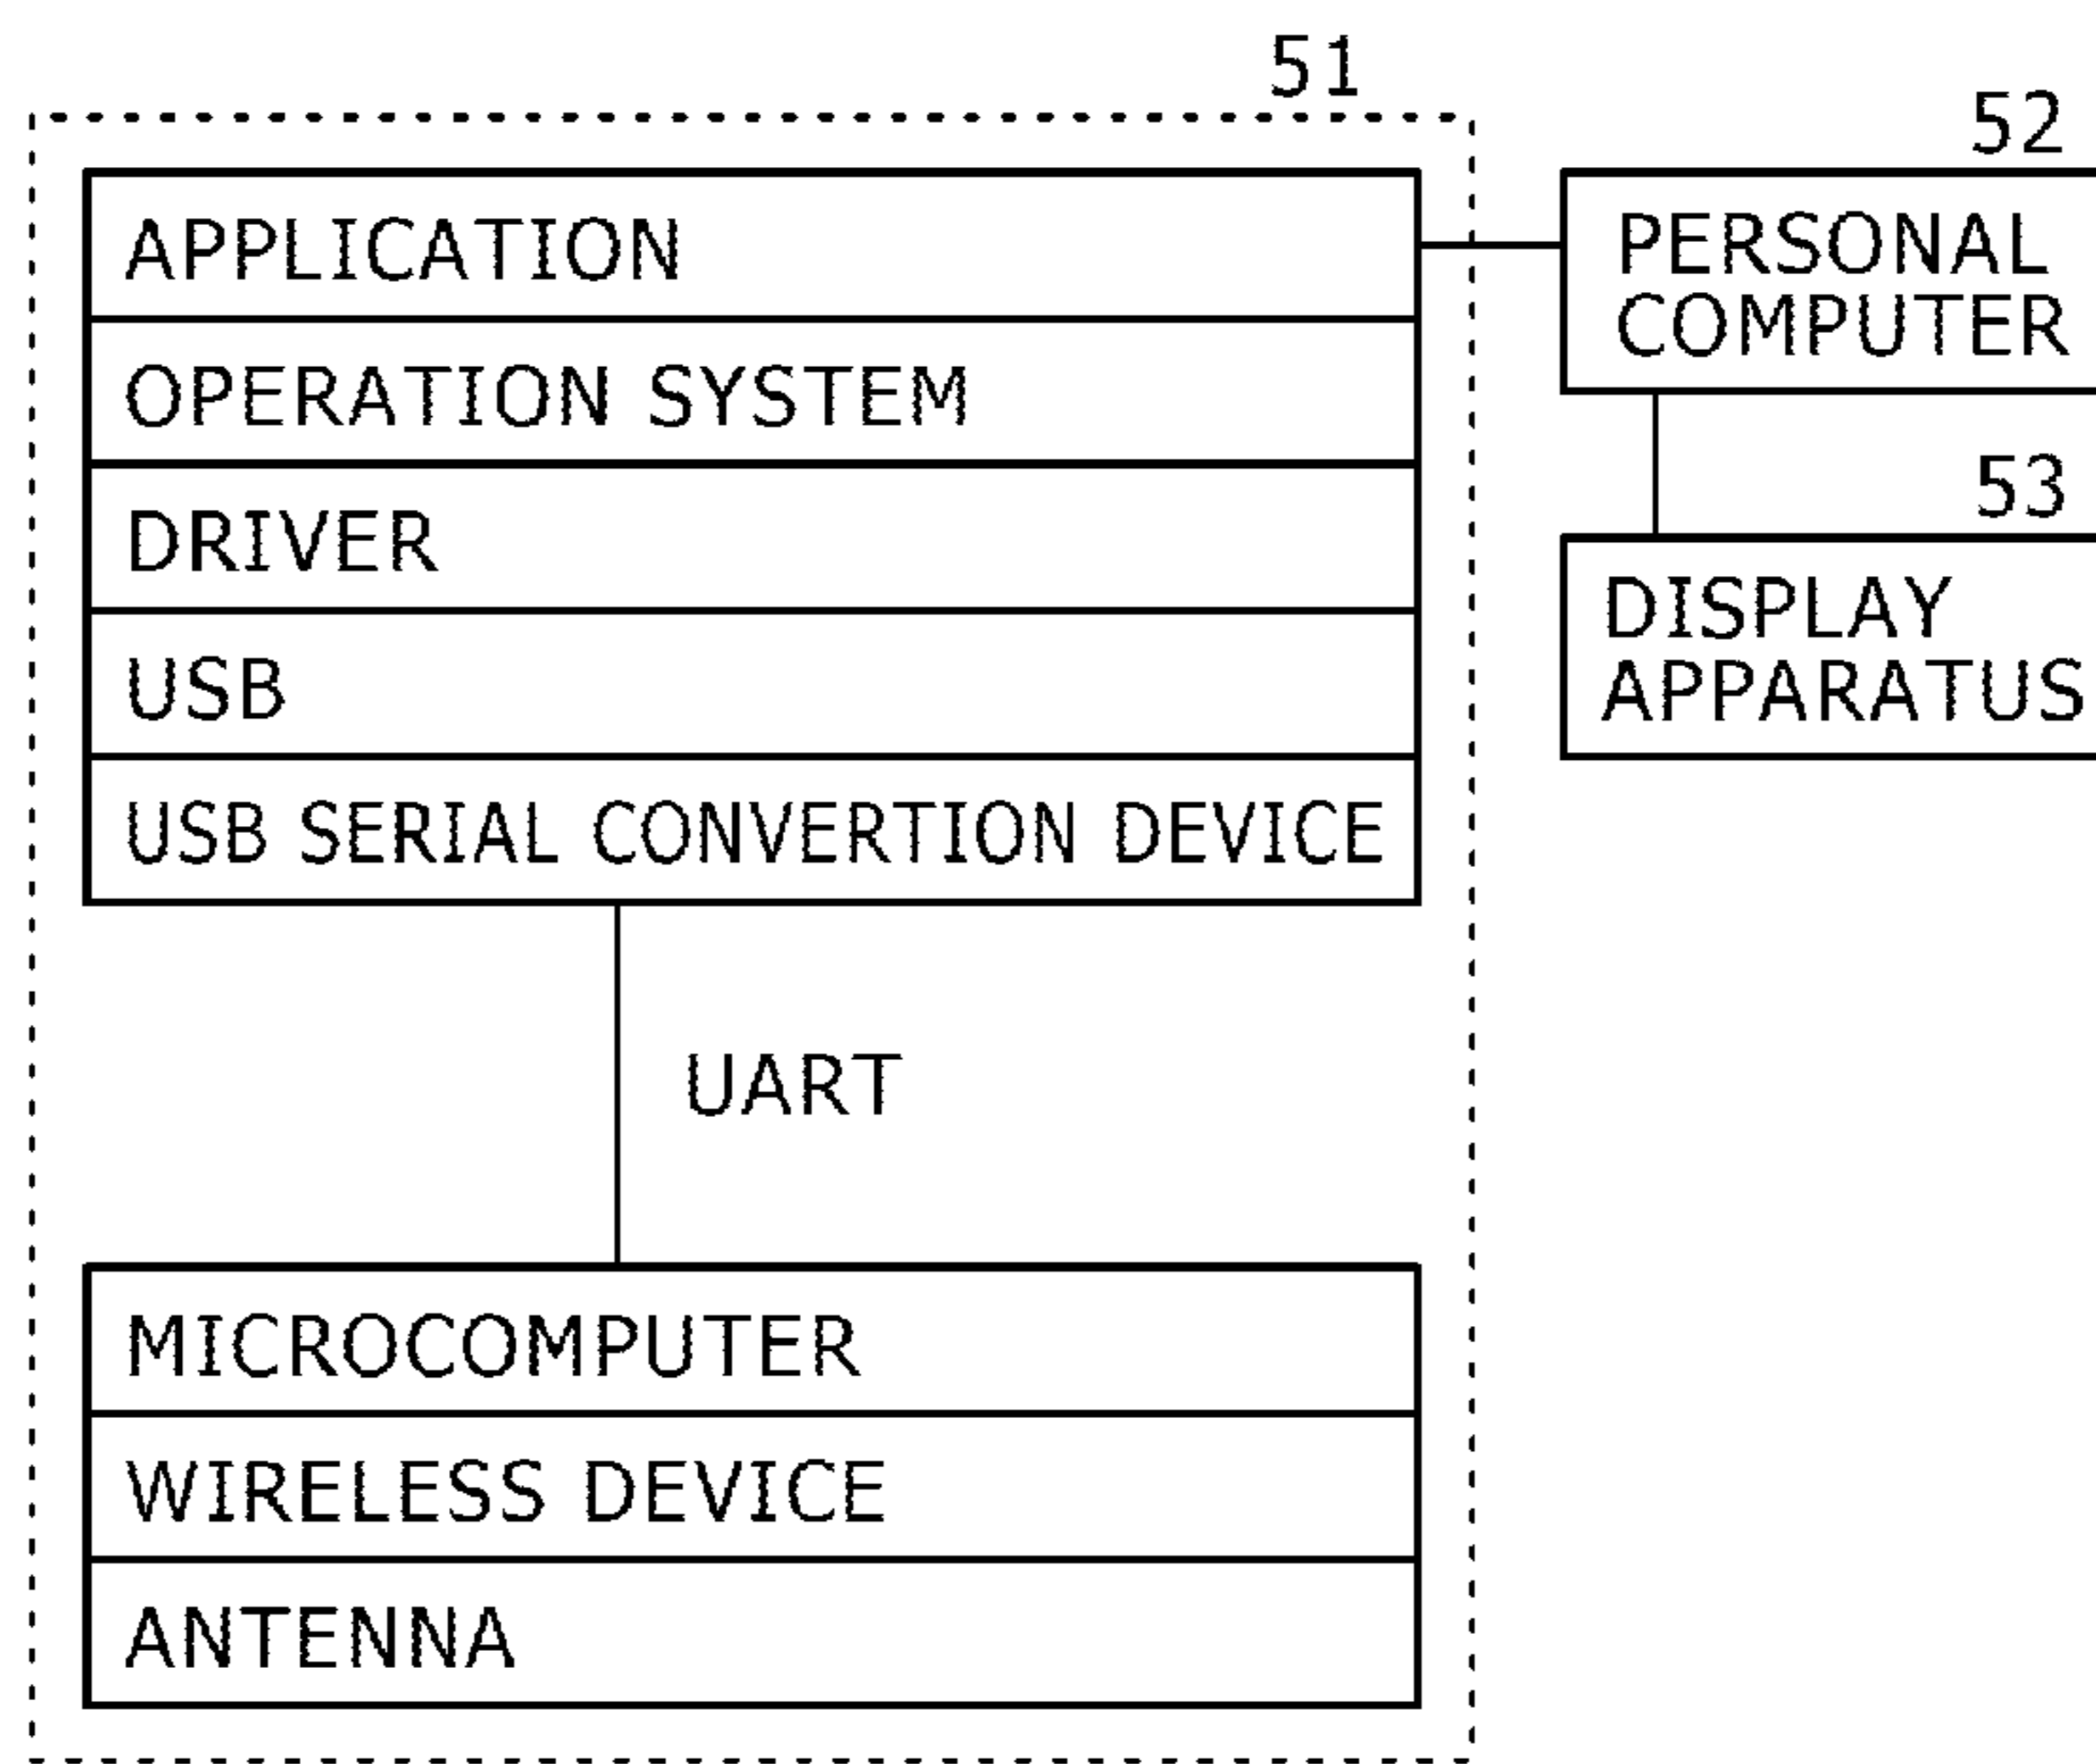 51
APPLICATION
OPERATION SYSTEM
DRIVER
USB
USB SERIAL CONVERTION DEVICE
UART
MICROCOMPUTER
WIRELESS DEVICE
ANTENNA
52
PERSONAL
COMPUTER
53
DISPLAY
APPARATUS